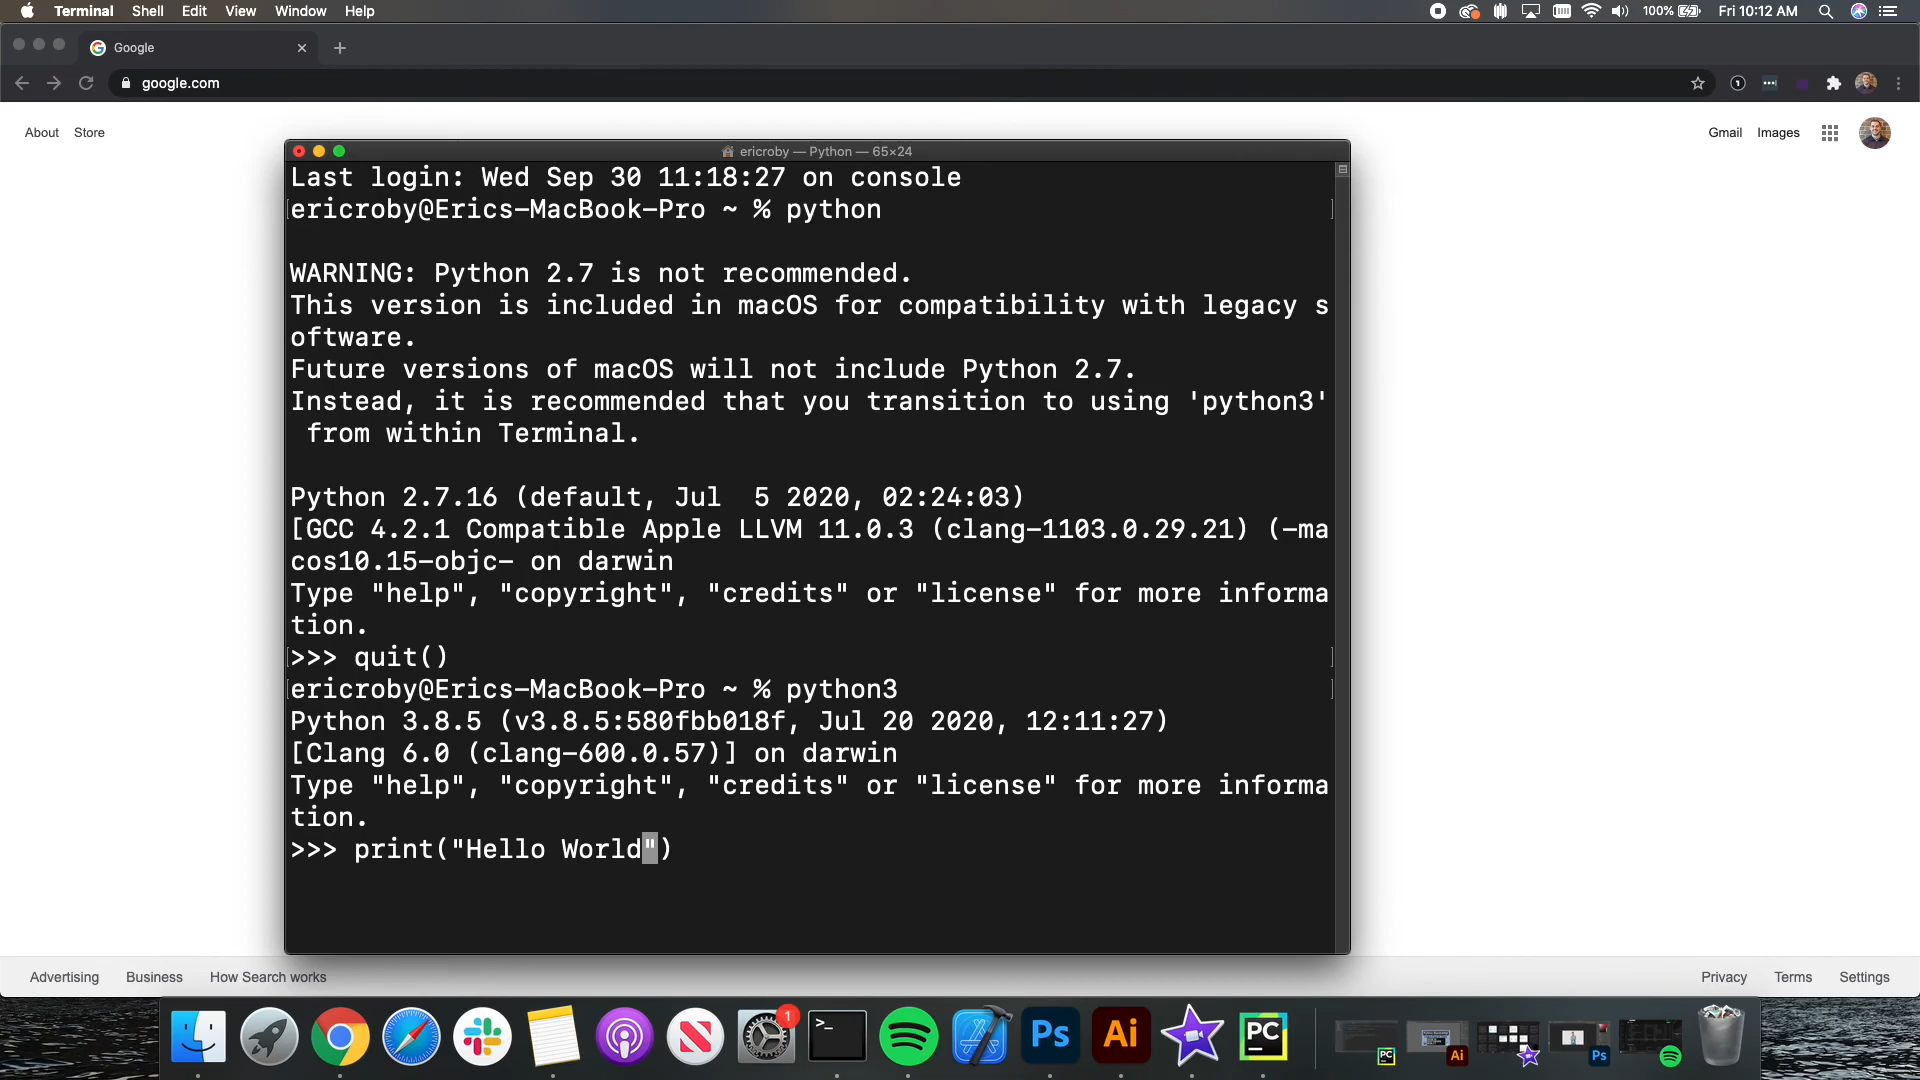 Terminal Shell Edit View Window Help 100% Fri 10:12 AM
Google
google.com
About Store Gmail Images
ericroby — Python — 65×24
Last login: Wed Sep 30 11:18:27 on console
[ericroby@Erics-MacBook-Pro ~ % python ]
WARNING: Python 2.7 is not recommended.
This version is included in macOS for compatibility with legacy s
oftware.
Future versions of macOS will not include Python 2.7.
Instead, it is recommended that you transition to using 'python3'
from within Terminal.
Python 2.7.16 (default, Jul  5 2020, 02:24:03)
[GCC 4.2.1 Compatible Apple LLVM 11.0.3 (clang-1103.0.29.21) (-ma
cos10.15-objc- on darwin
Type "help", "copyright", "credits" or "license" for more informa
tion.
[>>> quit() ]
[ericroby@Erics-MacBook-Pro ~ % python3 ]
Python 3.8.5 (v3.8.5:580fbb018f, Jul 20 2020, 12:11:27)
[Clang 6.0 (clang-600.0.57)] on darwin
Type "help", "copyright", "credits" or "license" for more informa
tion.
>>> print("Hello World")
Advertising Business How Search works Privacy Terms Settings
1
>_ Ps Ai PC
PC Ai Ps